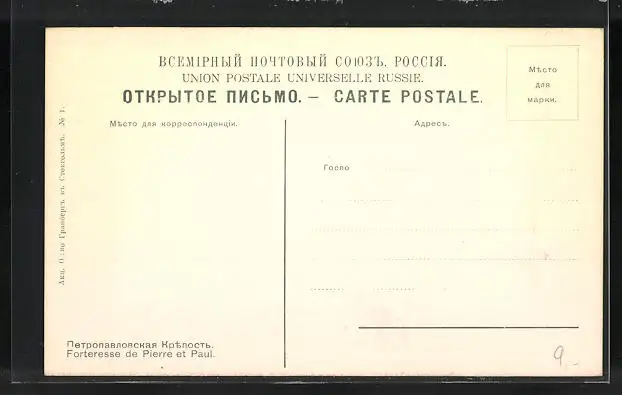 ВСЕМІРНЫЙ ПОЧТОВЫЙ СОЮЗЪ. РОССІЯ.
UNION POSTALE UNIVERSELLE RUSSIE.
ОТКРЫТОЕ ПИСЬМО. – CARTE POSTALE.
Мѣсто
для
марки.
Мѣсто для корреспонденціи.
Адресъ.
Госпо
Акц. О-во Гранбергъ въ Стокгольмѣ. № 1.
Петропавловская Крѣпость.
Forteresse de Pierre et Paul.
9.-